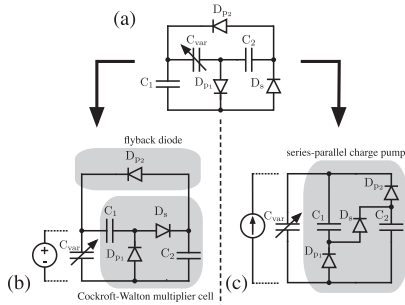 (a)
D_p2
C_var
C_2
C_1
D_p1
D_s
flyback diode
D_p2
C_1
D_s
C_var
D_p1
C_2
+
-
(b)
Cockroft-Walton multiplier cell
series-parallel charge pump
D_p2
C_var
C_1
D_s
C_2
D_p1
(c)